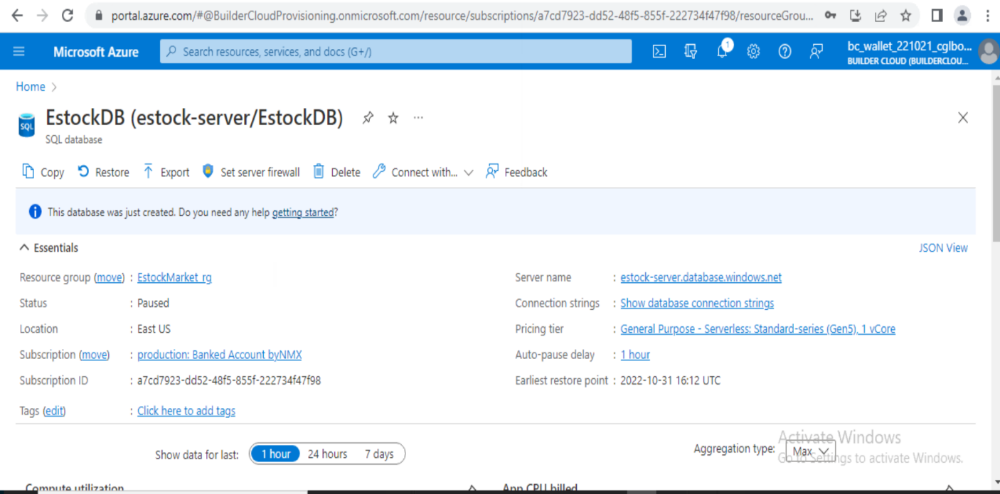 portal.azure.com/#@BuilderCloudProvisioning.onmicrosoft.com/resource/subscriptions/a7cd7923-dd52-48f5-855f-222734f47f98/resourceGrou...
Microsoft Azure
Search resources, services, and docs (G+/)
1
bc_wallet_221021_cglbo...
BUILDER CLOUD (BUILDERCLOU...
Home >
EstockDB (estock-server/EstockDB)
SQL
SQL database
Copy Restore Export Set server firewall Delete Connect with... Feedback
This database was just created. Do you need any help getting started?
Essentials
JSON View
Resource group (move) : EstockMarket_rg
Status : Paused
Location : East US
Subscription (move) : production: Banked Account byNMX
Subscription ID : a7cd7923-dd52-48f5-855f-222734f47f98
Tags (edit) : Click here to add tags
Server name : estock-server.database.windows.net
Connection strings : Show database connection strings
Pricing tier : General Purpose - Serverless: Standard-series (Gen5), 1 vCore
Auto-pause delay : 1 hour
Earliest restore point : 2022-10-31 16:12 UTC
Show data for last: 1 hour 24 hours 7 days
Aggregation type: Max
Activate Windows
Go to Settings to activate Windows.
Compute utilization
App CPU billed